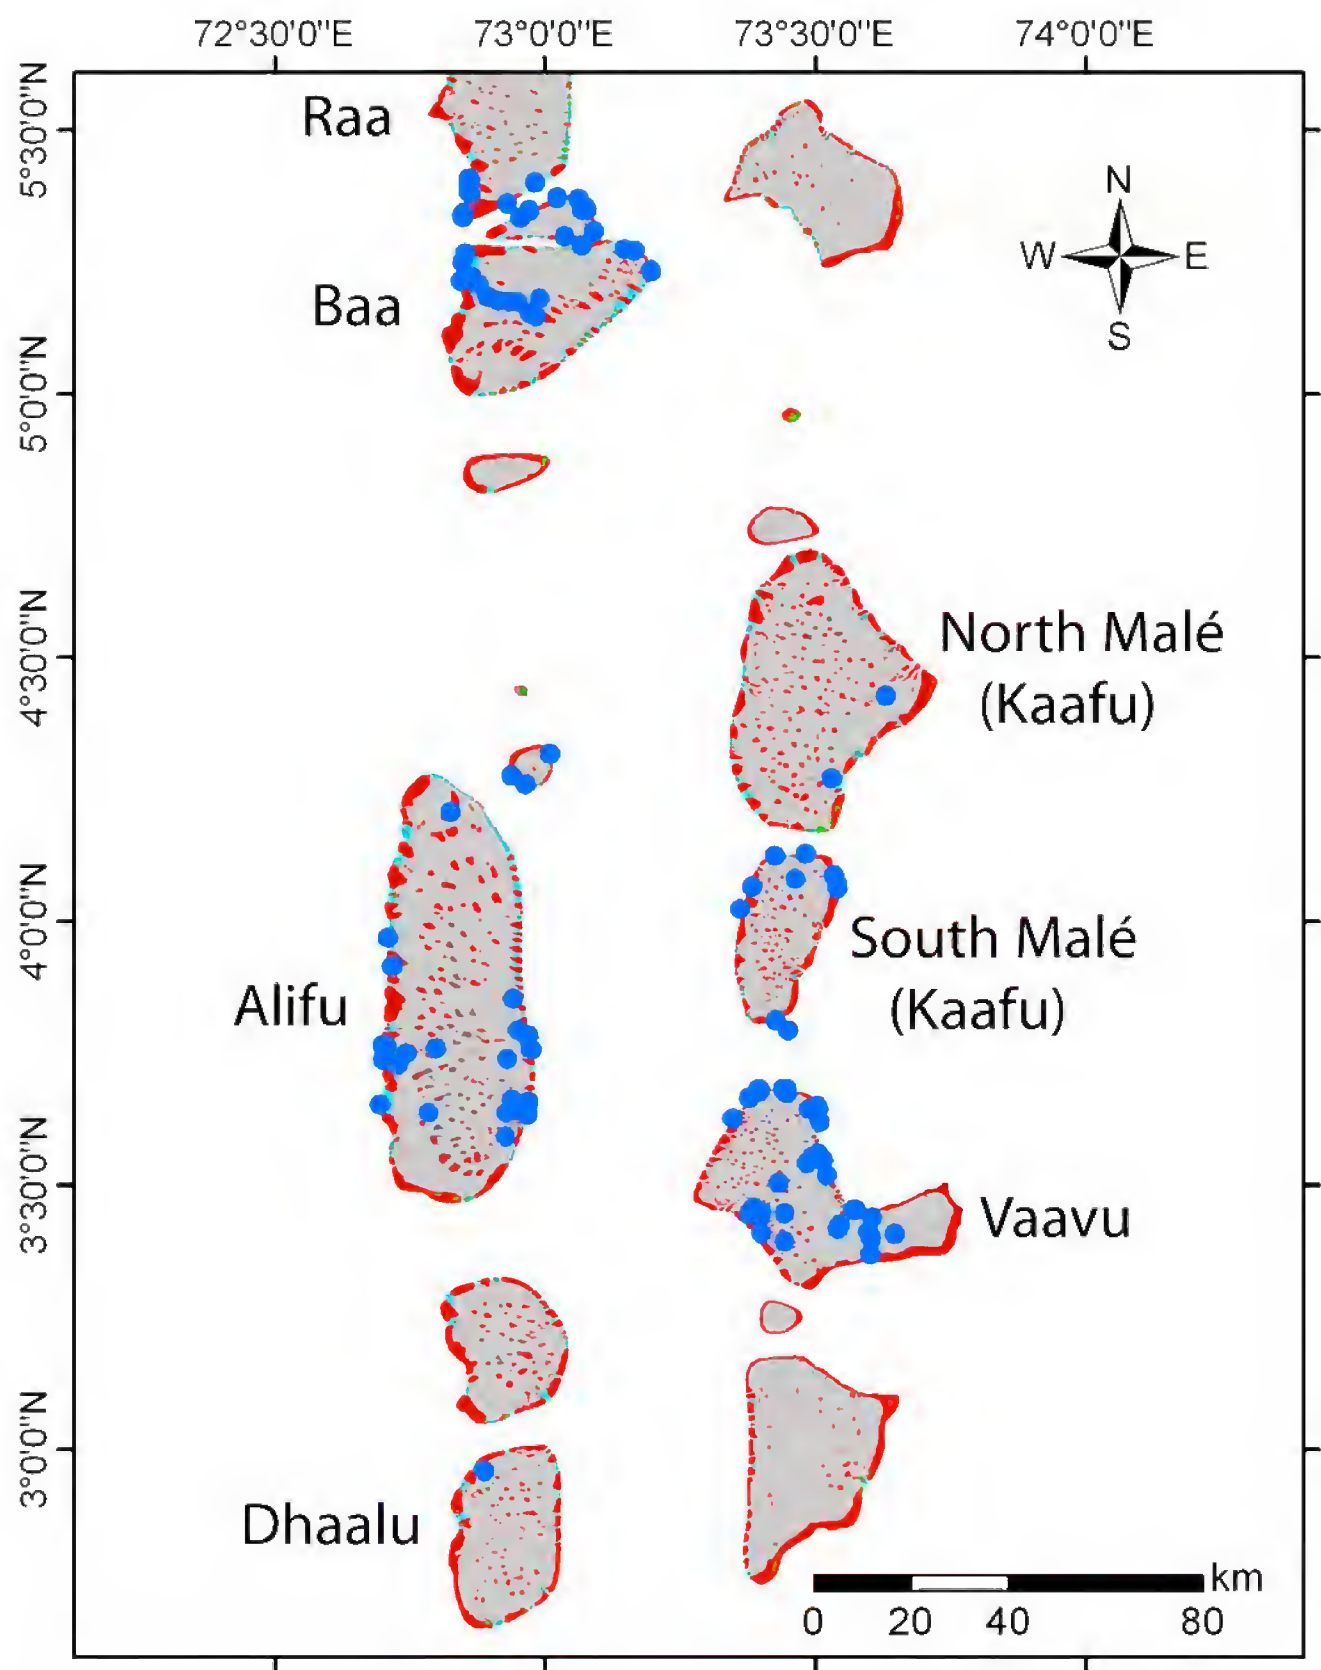 72°30'0"E 73°0'0"E 73°30'0"E 74°0'0"E
5°30'0"N
5°0'0"N
4°30'0"N
4°0'0"N
3°30'0"N
3°0'0"N
Raa
N
W E
S
Baa
North Malé
(Kaafu)
South Malé
(Kaafu)
Alifu
Vaavu
Dhaalu
km
0 20 40 80